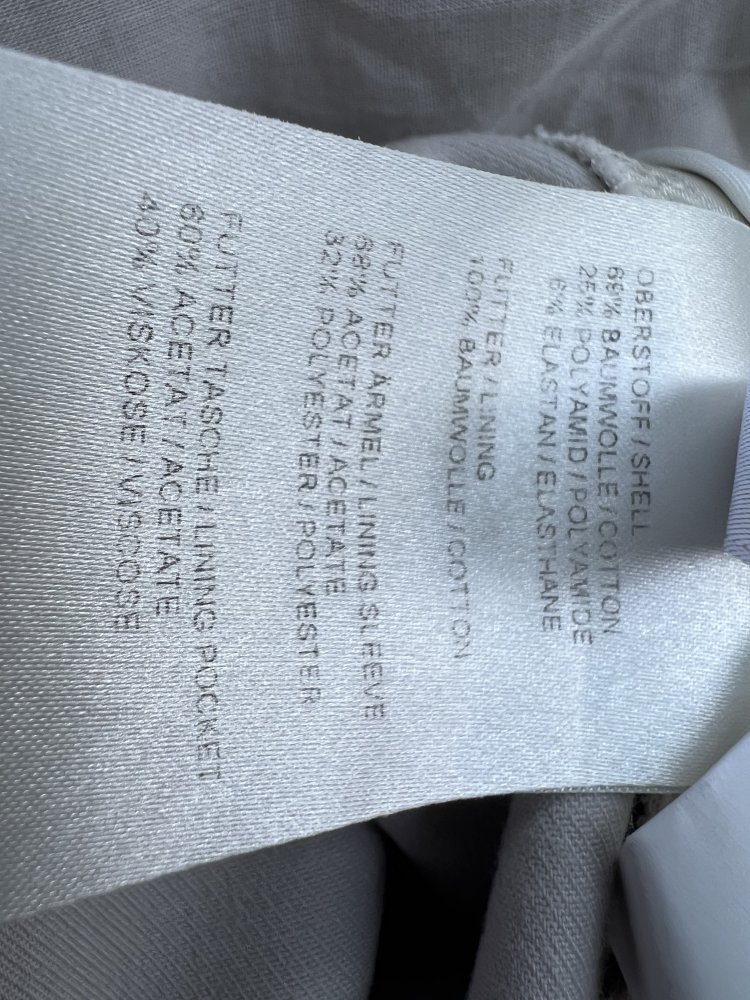 OBERSTOFF / SHELL
69% BAUMWOLLE / COTTON
25% POLYAMID / POLYAMIDE
6% ELASTAN / ELASTHANE
FUTTER / LINING
100% BAUMWOLLE / COTTON
FUTTER ÄRMEL / LINING SLEEVE
68% ACETAT / ACETATE
32% POLYESTER / POLYESTER
FUTTER TASCHE / LINING POCKET
60% ACETAT / ACETATE
40% VISKOSE / VISCOSE